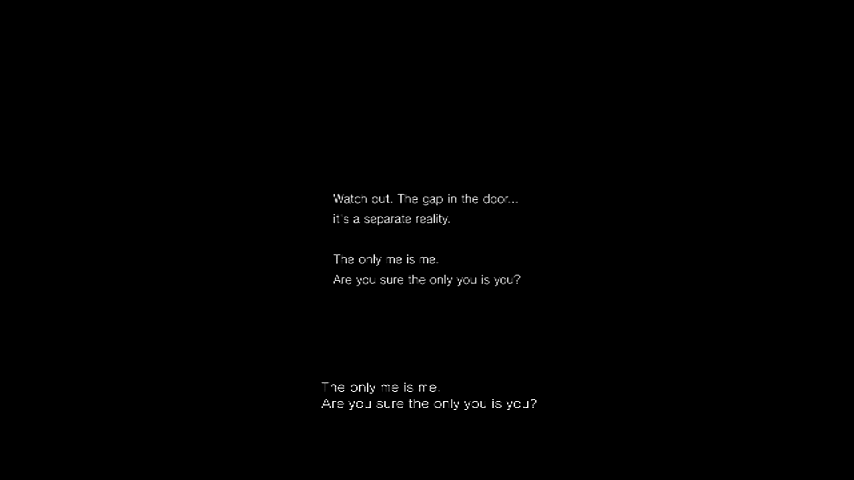 Watch out. The gap in the door...
it's a separate reality.
The only me is me.
Are you sure the only you is you?
The only me is me.
Are you sure the only you is you?